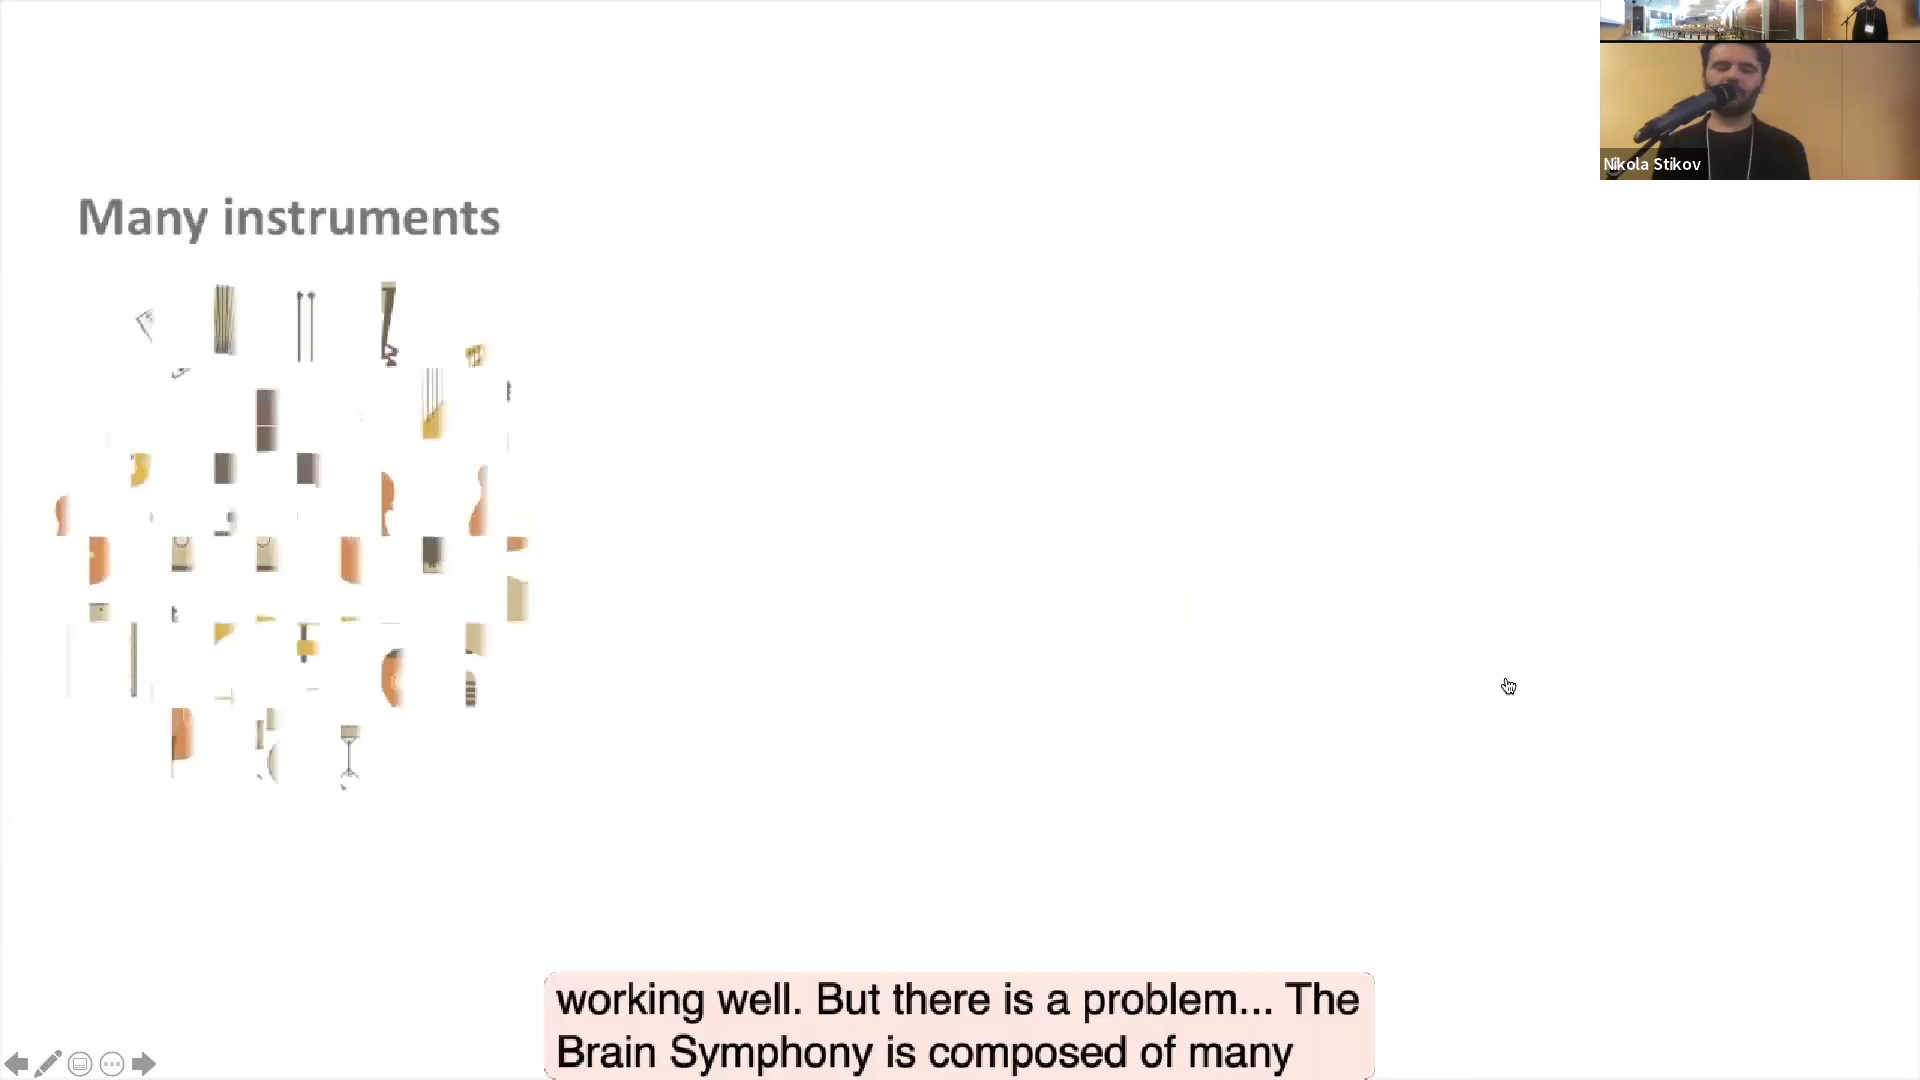 Nikola Stikov
Many instruments
working well. But there is a problem... The
Brain Symphony is composed of many